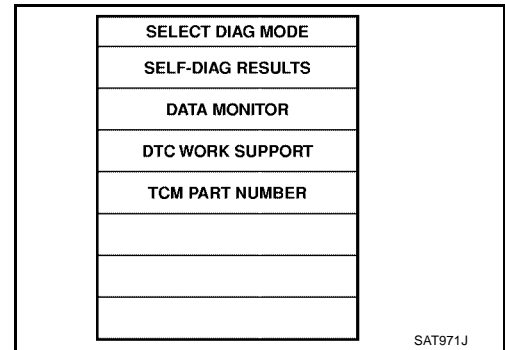 SELECT DIAG MODE
SELF-DIAG RESULTS
DATA MONITOR
DTC WORK SUPPORT
TCM PART NUMBER
SAT971J